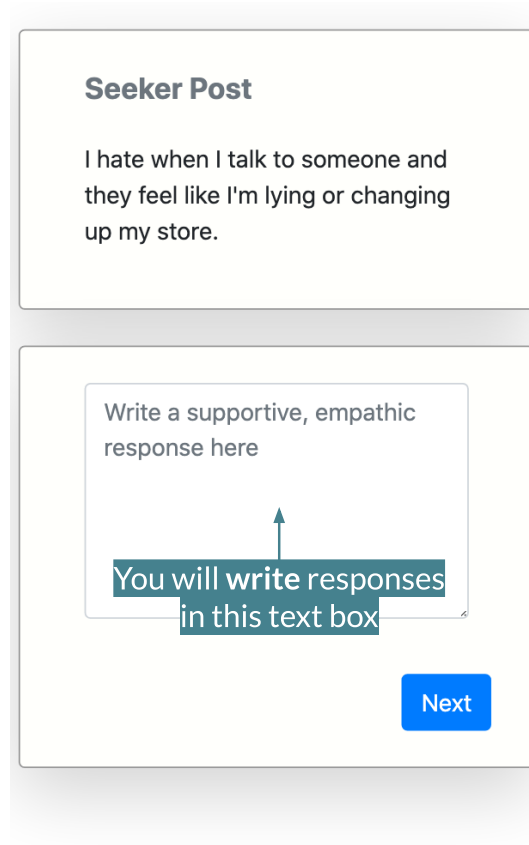 Seeker Post
I hate when I talk to someone and
they feel like I'm lying or changing
up my store.
Write a supportive, empathic
response here
You will write responses
in this text box
Next